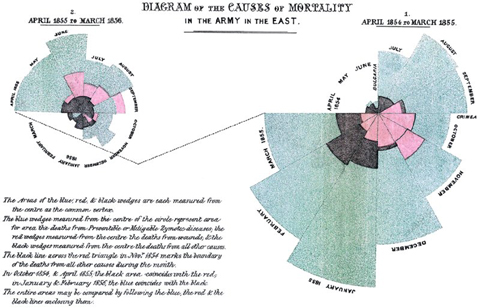 DIAGRAM OF THE CAUSES OF MORTALITY
IN THE ARMY IN THE EAST.
2.
APRIL 1855 TO MARCH 1856.
1.
APRIL 1854 TO MARCH 1855.
APRIL 1855
MAY
JUNE
JULY
AUGUST
SEPTEMBER
OCTOBER
NOVEMBER
DECEMBER
JANUARY 1856
FEBRUARY
MARCH
APRIL 1854
MAY
JUNE
JULY
BULGARIA
AUGUST
SEPTEMBER
CRIMEA
OCTOBER
NOVEMBER
DECEMBER
JANUARY 1855
FEBRUARY
MARCH 1855
The Areas of the blue, red, & black wedges are each measured from
the centre as the common vertex.
The blue wedges measured from the centre of the circle represent area
for area the deaths from Preventible or Mitigable Zymotic diseases, the
red wedges measured from the centre the deaths from wounds, & the
black wedges measured from the centre the deaths from all other causes.
The black line across the red triangle in Novr. 1854 marks the boundary
of the deaths from all other causes during the month.
In October 1854, & April 1855, the black area coincides with the red,
in January & February 1856, the blue coincides with the black.
The entire areas may be compared by following the blue, the red & the
black lines enclosing them.